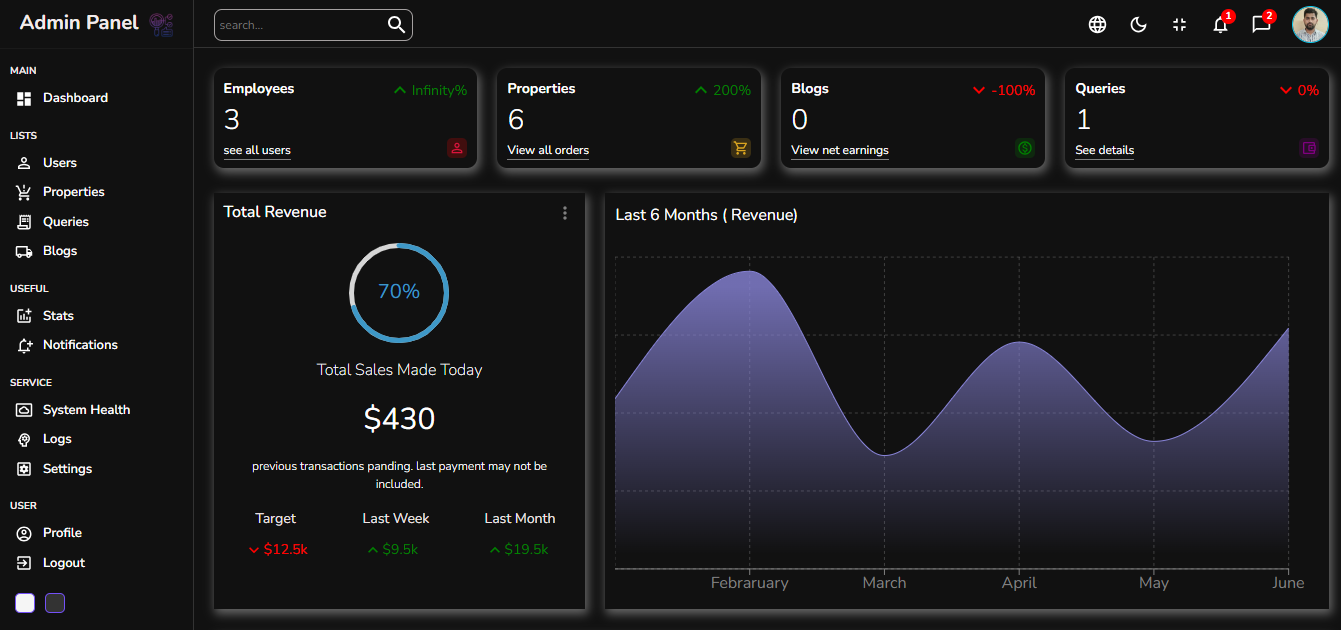 Admin Panel
search...
1
2
MAIN
Dashboard
LISTS
Users
Properties
Queries
Blogs
USEFUL
Stats
Notifications
SERVICE
System Health
Logs
Settings
USER
Profile
Logout
Employees
Infinity%
3
see all users
Properties
200%
6
View all orders
Blogs
-100%
0
View net earnings
Queries
0%
1
See details
Total Revenue
70%
Total Sales Made Today
$430
previous transactions panding. last payment may not be
included.
Target
Last Week
Last Month
$12.5k
$9.5k
$19.5k
Last 6 Months ( Revenue)
Febraruary
March
April
May
June